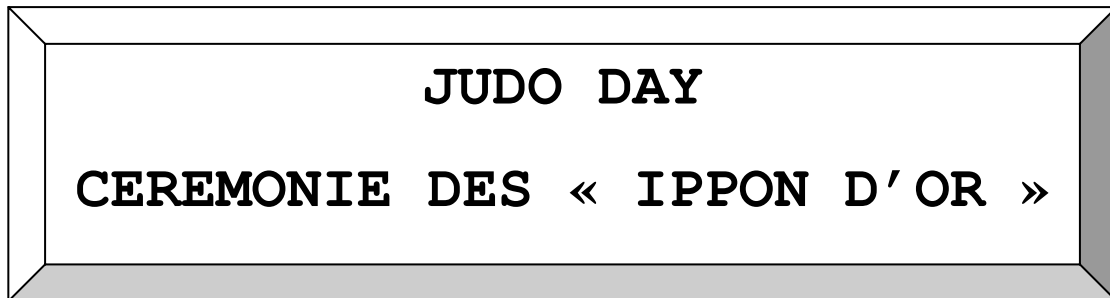 JUDO DAY
CEREMONIE DES « IPPON D’OR »